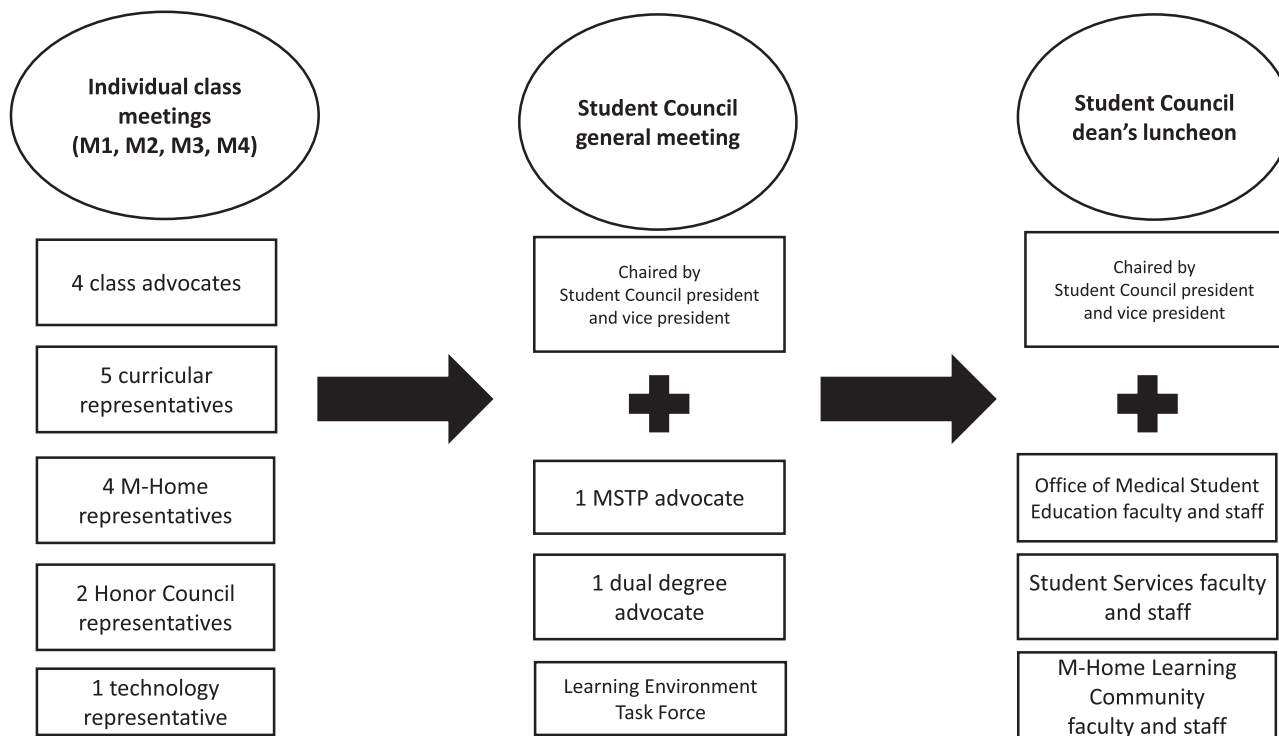 Individual class
meetings
(M1, M2, M3, M4)
4 class advocates
5 curricular
representatives
4 M-Home
representatives
2 Honor Council
representatives
1 technology
representative
Student Council
general meeting
Chaired by
Student Council president
and vice president
1 MSTP advocate
1 dual degree
advocate
Learning Environment
Task Force
Student Council
dean’s luncheon
Chaired by
Student Council president
and vice president
Office of Medical Student
Education faculty and staff
Student Services faculty
and staff
M-Home Learning
Community
faculty and staff